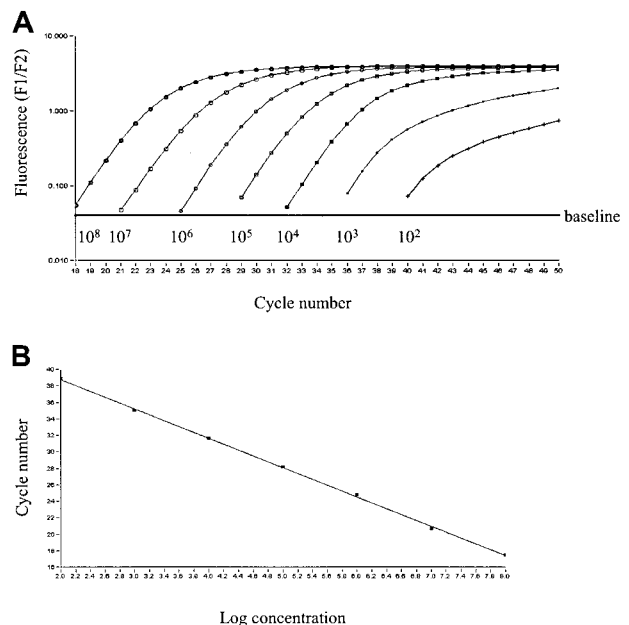 A
Fluorescence (F1/F2)
10.000
1.000
0.100
0.010
baseline
10⁸ 10⁷ 10⁶ 10⁵ 10⁴ 10³ 10²
18 19 20 21 22 23 24 25 26 27 28 29 30 31 32 33 34 35 36 37 38 39 40 41 42 43 44 45 46 47 48 49 50
Cycle number
B
Cycle number
40
38
36
34
32
30
28
26
24
22
20
18
16
2.0 2.2 2.4 2.6 2.8 3.0 3.2 3.4 3.6 3.8 4.0 4.2 4.4 4.6 4.8 5.0 5.2 5.4 5.6 5.8 6.0 6.2 6.4 6.6 6.8 7.0 7.2 7.4 7.6 7.8 8.0
Log concentration